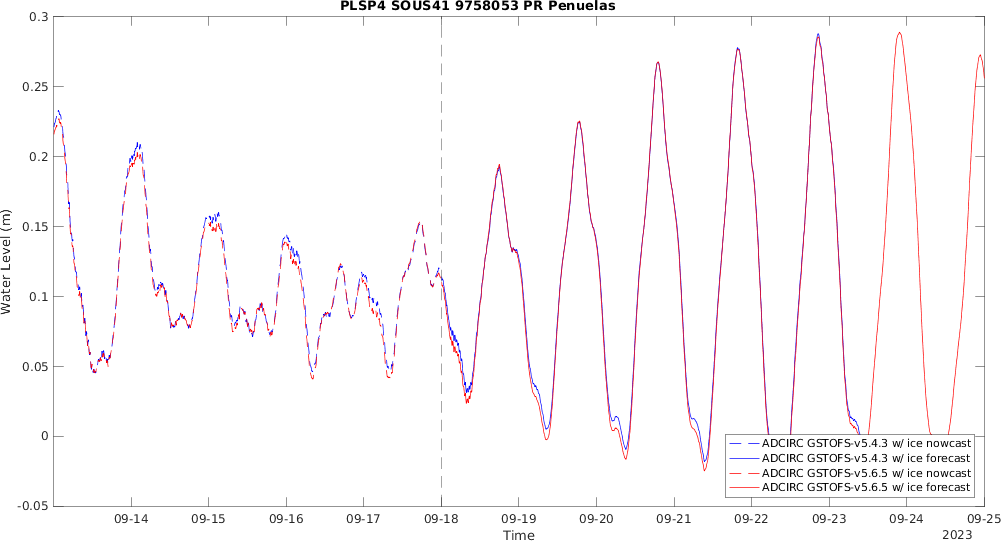 PLSP4 SOUS41 9758053 PR Penuelas
0.3
0.25
0.2
0.15
0.1
0.05
0
-0.05
Water Level (m)
09-14 09-15 09-16 09-17 09-18 09-19 09-20 09-21 09-22 09-23 09-24 09-25
Time
2023
ADCIRC GSTOFS-v5.4.3 w/ ice nowcast
ADCIRC GSTOFS-v5.4.3 w/ ice forecast
ADCIRC GSTOFS-v5.6.5 w/ ice nowcast
ADCIRC GSTOFS-v5.6.5 w/ ice forecast